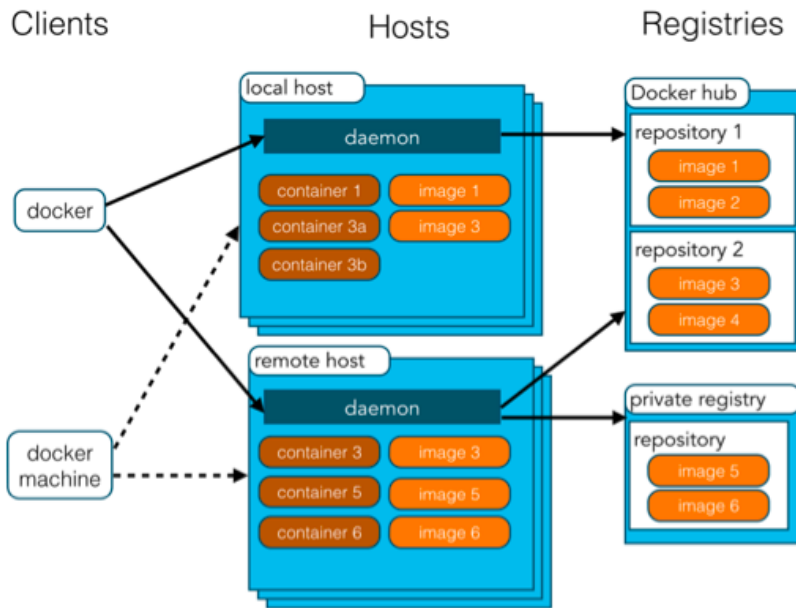 Clients
Hosts
Registries
docker
docker
machine
local host
daemon
container 1
image 1
container 3a
image 3
container 3b
remote host
daemon
container 3
image 3
container 5
image 5
container 6
image 6
Docker hub
repository 1
image 1
image 2
repository 2
image 3
image 4
private registry
repository
image 5
image 6